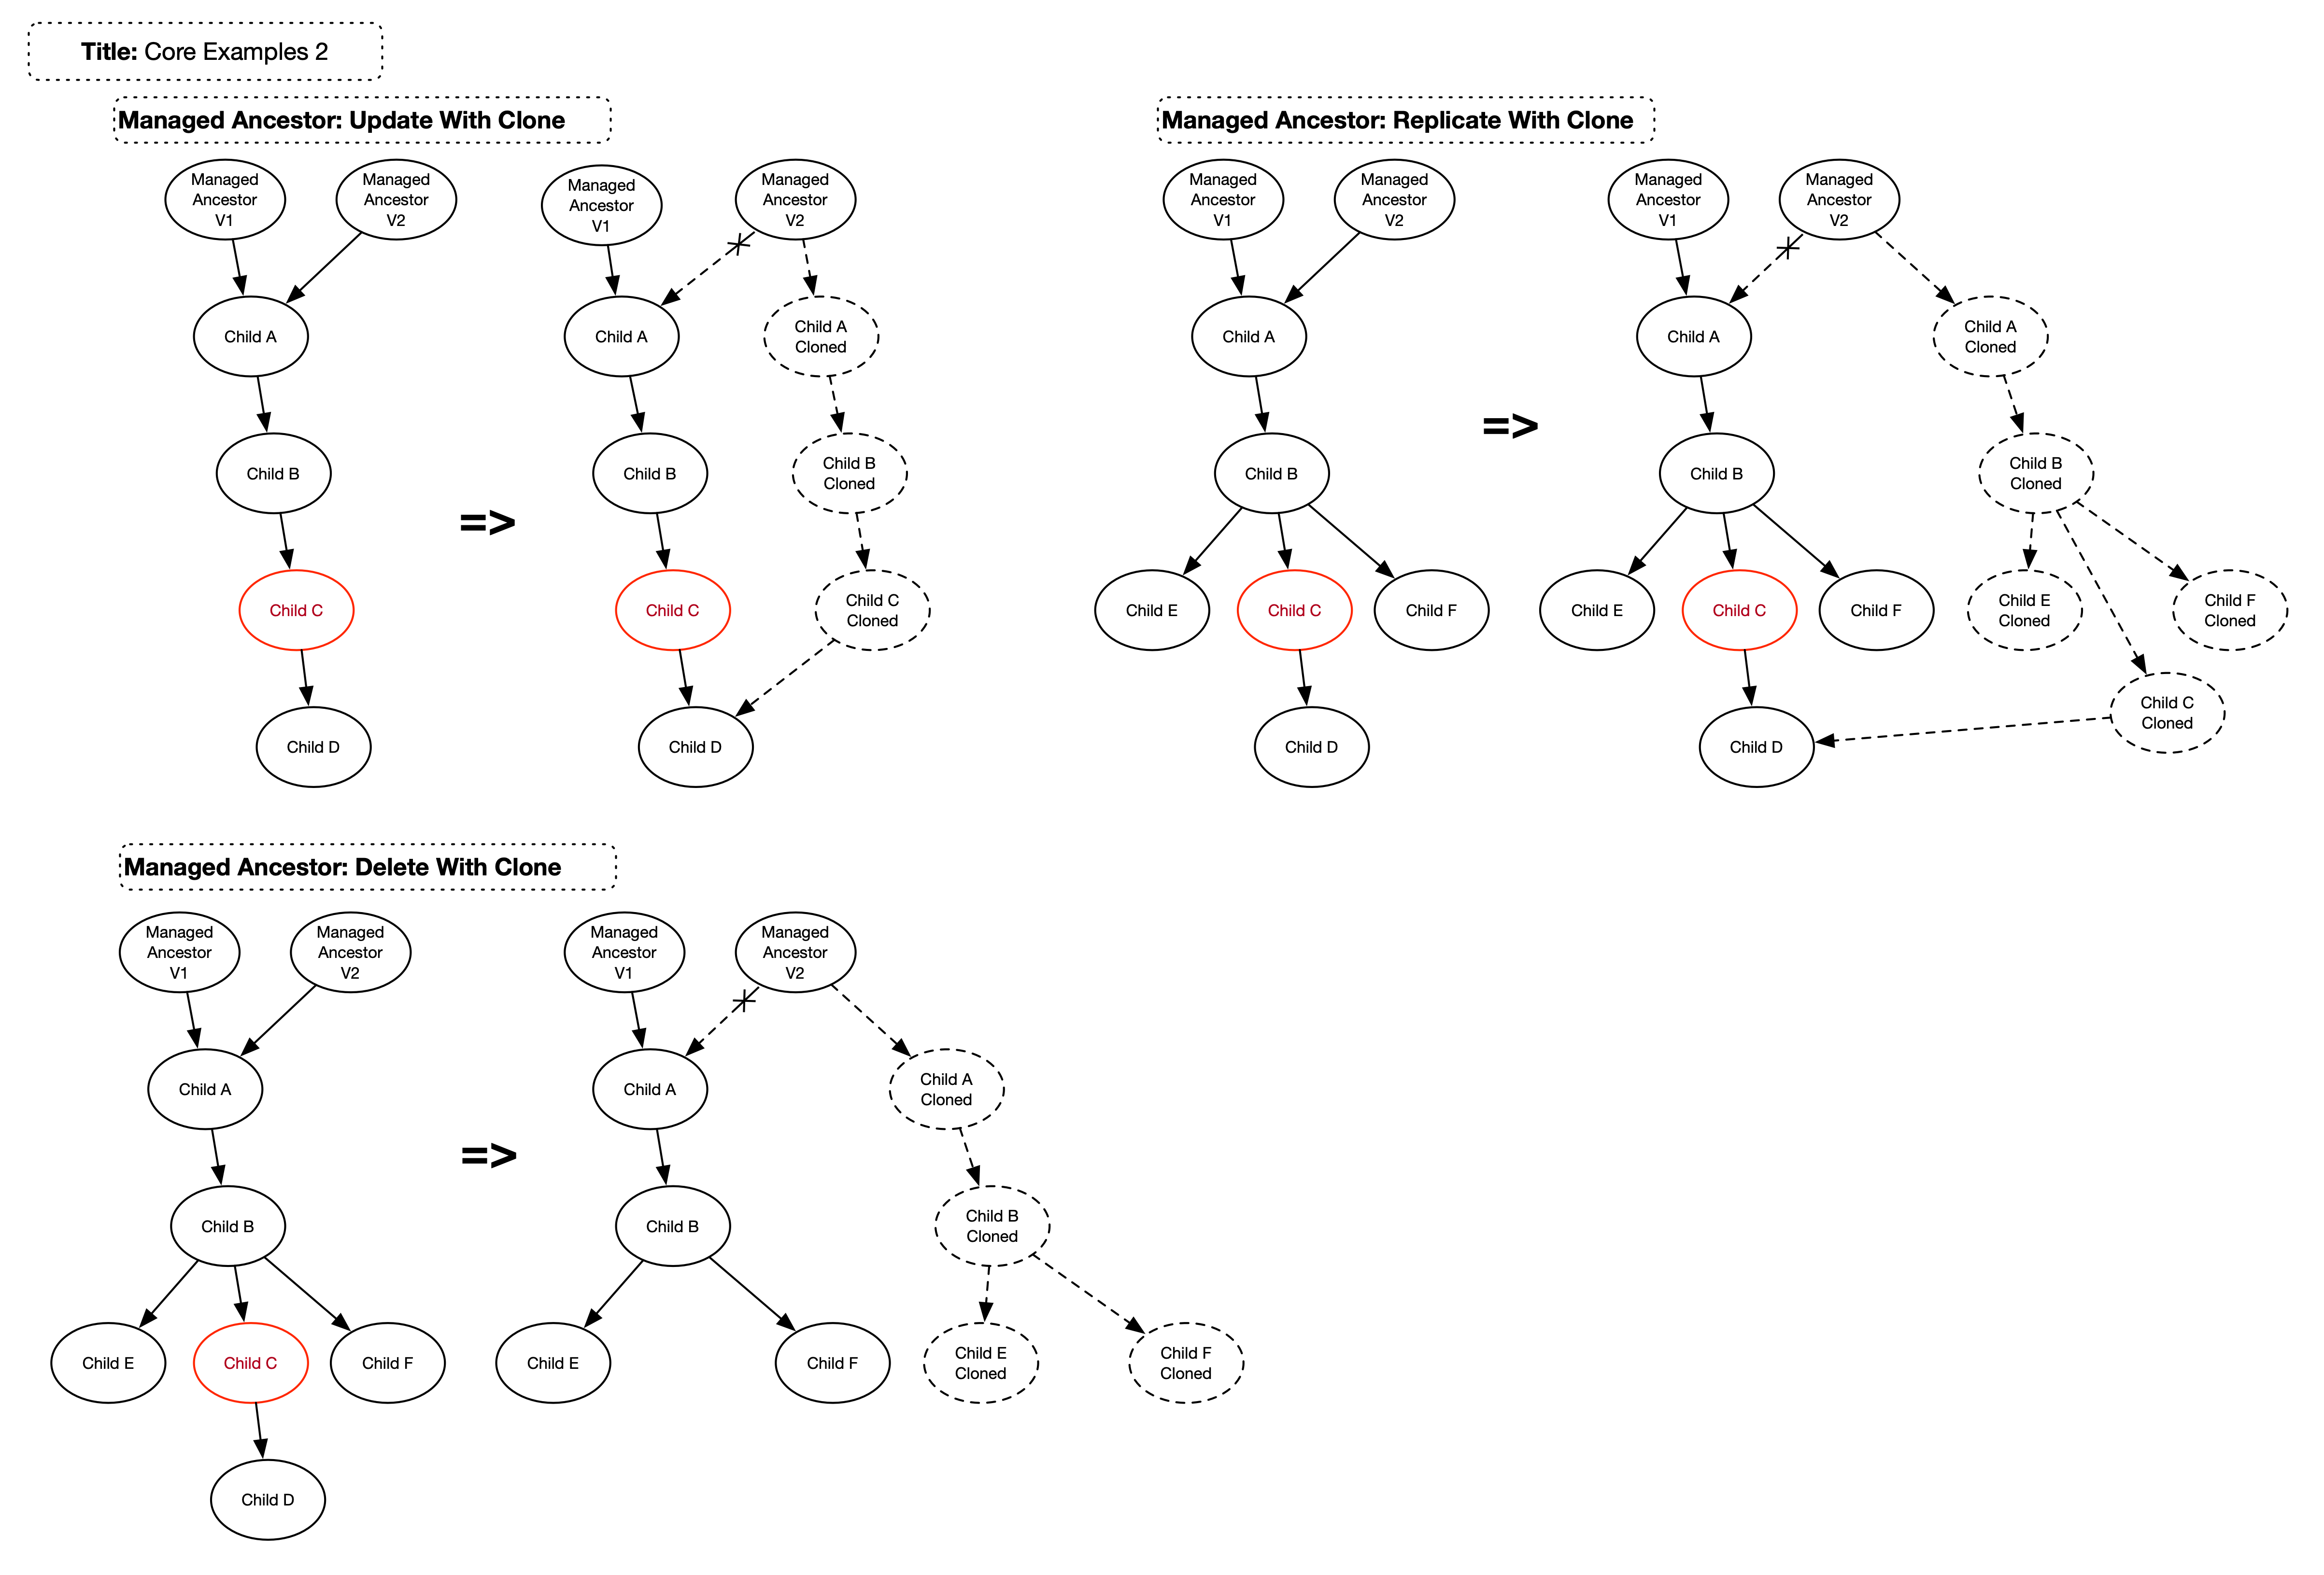 Title: Core Examples 2
Managed Ancestor: Update With Clone
Managed
Ancestor
V1
Managed
Ancestor
V2
Child A
Child B
Child C
Child D
=>
Managed
Ancestor
V1
Managed
Ancestor
V2
Child A
Child A
Cloned
Child B
Child B
Cloned
Child C
Child C
Cloned
Child D
Managed Ancestor: Replicate With Clone
Managed
Ancestor
V1
Managed
Ancestor
V2
Child A
Child B
Child E
Child C
Child F
Child D
=>
Managed
Ancestor
V1
Managed
Ancestor
V2
Child A
Child A
Cloned
Child B
Child B
Cloned
Child E
Child C
Child F
Child E
Cloned
Child F
Cloned
Child C
Cloned
Child D
Managed Ancestor: Delete With Clone
Managed
Ancestor
V1
Managed
Ancestor
V2
Child A
Child B
Child E
Child C
Child F
Child D
=>
Managed
Ancestor
V1
Managed
Ancestor
V2
Child A
Child A
Cloned
Child B
Child B
Cloned
Child E
Child F
Child E
Cloned
Child F
Cloned